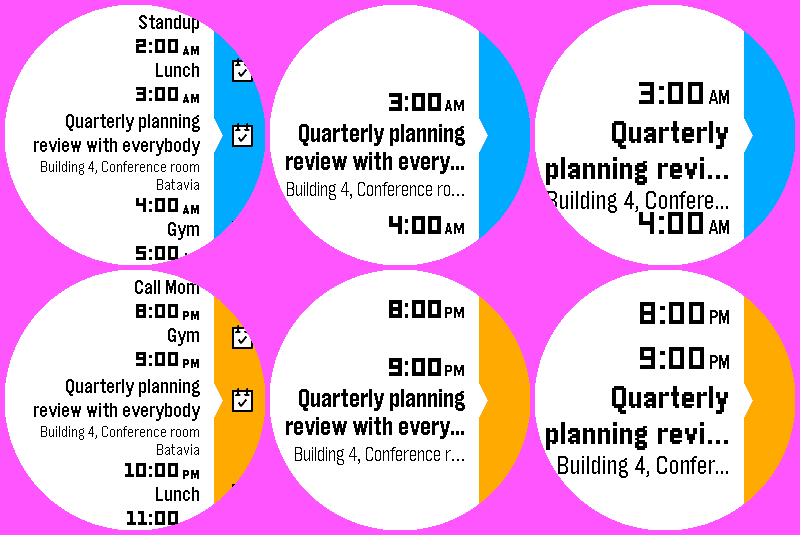 Standup
2:00 AM
Lunch
3:00 AM
Quarterly planning
review with everybody
Building 4, Conference room
Batavia
4:00 AM
Gym
5:00
3:00 AM
Quarterly planning
review with every...
Building 4, Conference ro...
4:00 AM
3:00 AM
Quarterly
planning revi...
Building 4, Confere...
4:00 AM
Call Mom
8:00 PM
Gym
9:00 PM
Quarterly planning
review with everybody
Building 4, Conference room
Batavia
10:00 PM
Lunch
11:00
8:00 PM
9:00 PM
Quarterly planning
review with every...
Building 4, Conference r...
8:00 PM
9:00 PM
Quarterly
planning revi...
Building 4, Confer...